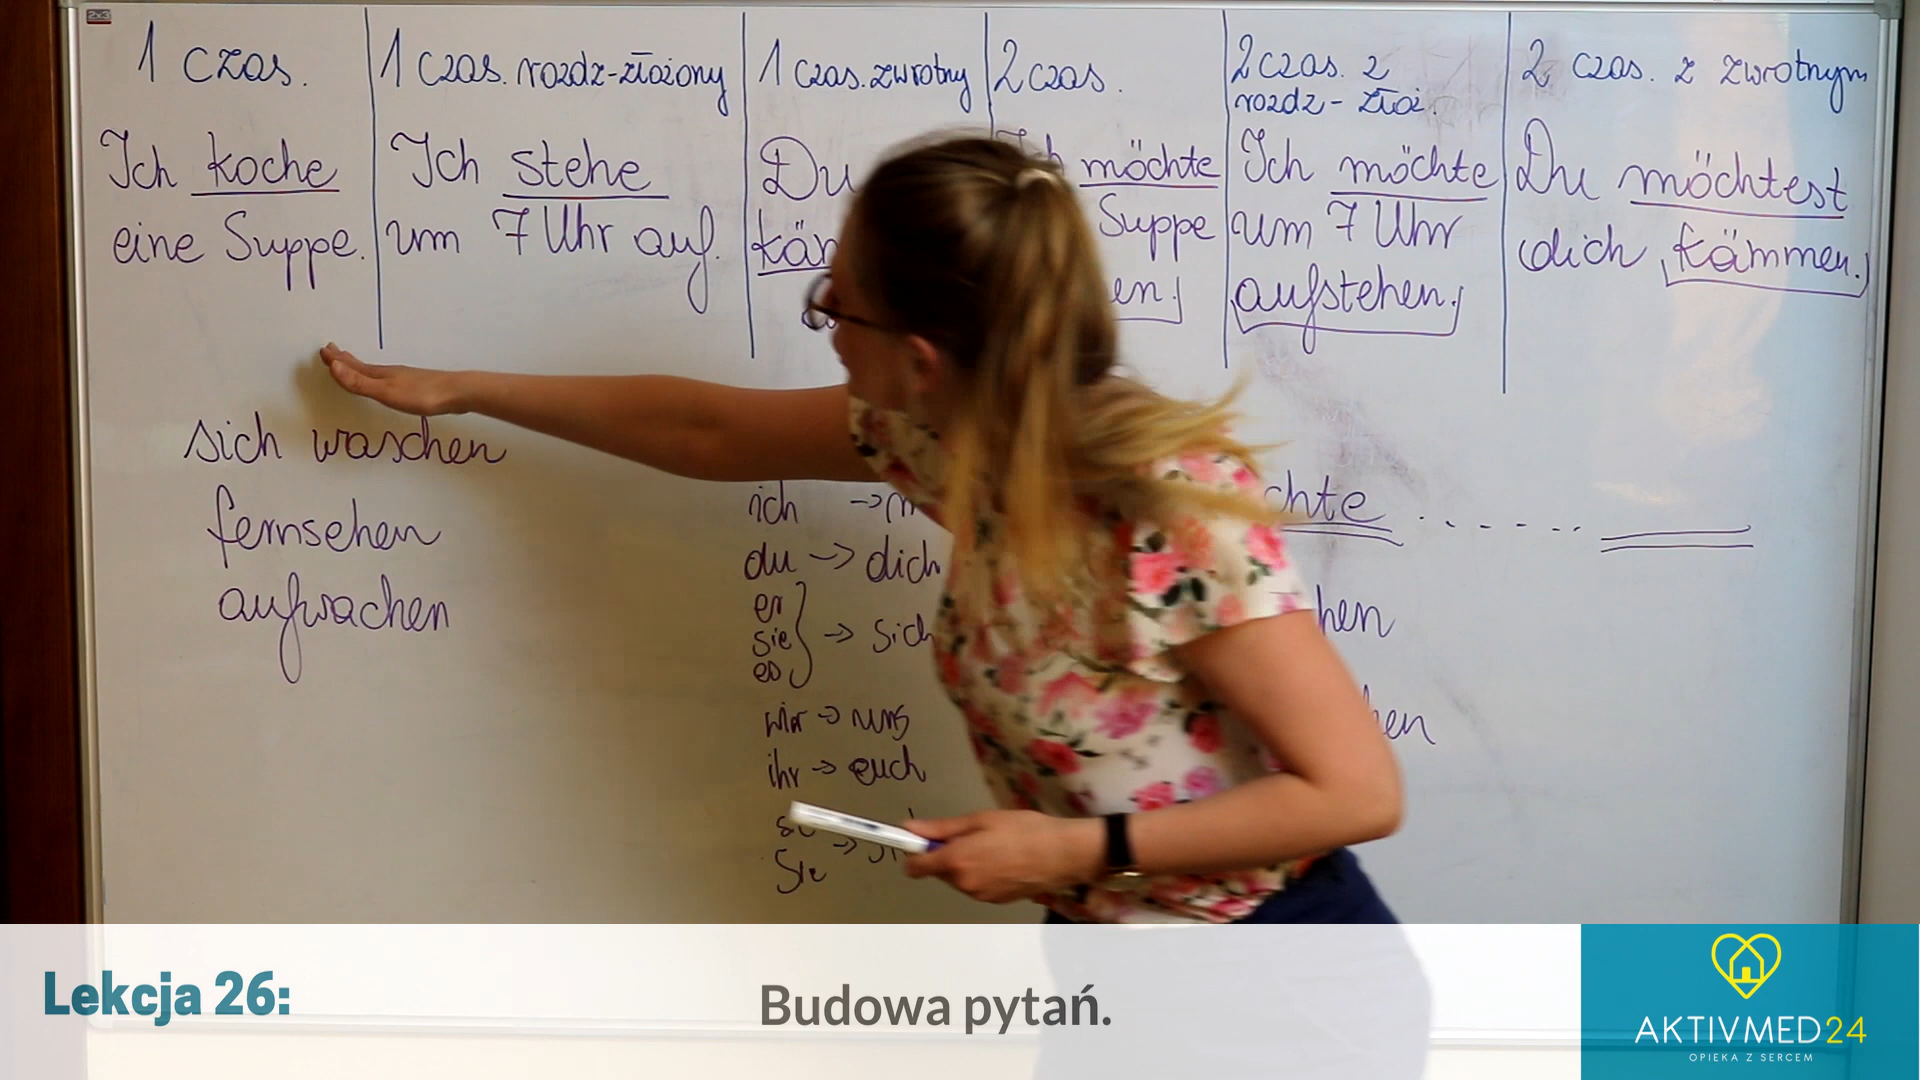 1 czas.
Ich koche
eine Suppe.
1 czas. rozdz-złożony
Ich stehe
um 7 Uhr auf.
1 czas. zwrotny
Du
2 czas.
möchte
Suppe
2 czas. z
rozdz - złoż.
Ich möchte
um 7 Uhr
aufstehen.
2 czas. z zwrotnym
Du möchtest
dich kämmen.
sich waschen
fernsehen
aufwachen
ich →
du → dich
er
sie → sich
es
wir → uns
ihr → euch
Sie
Lekcja 26:
Budowa pytań.
AKTIVMED24
OPIEKA Z SERCEM